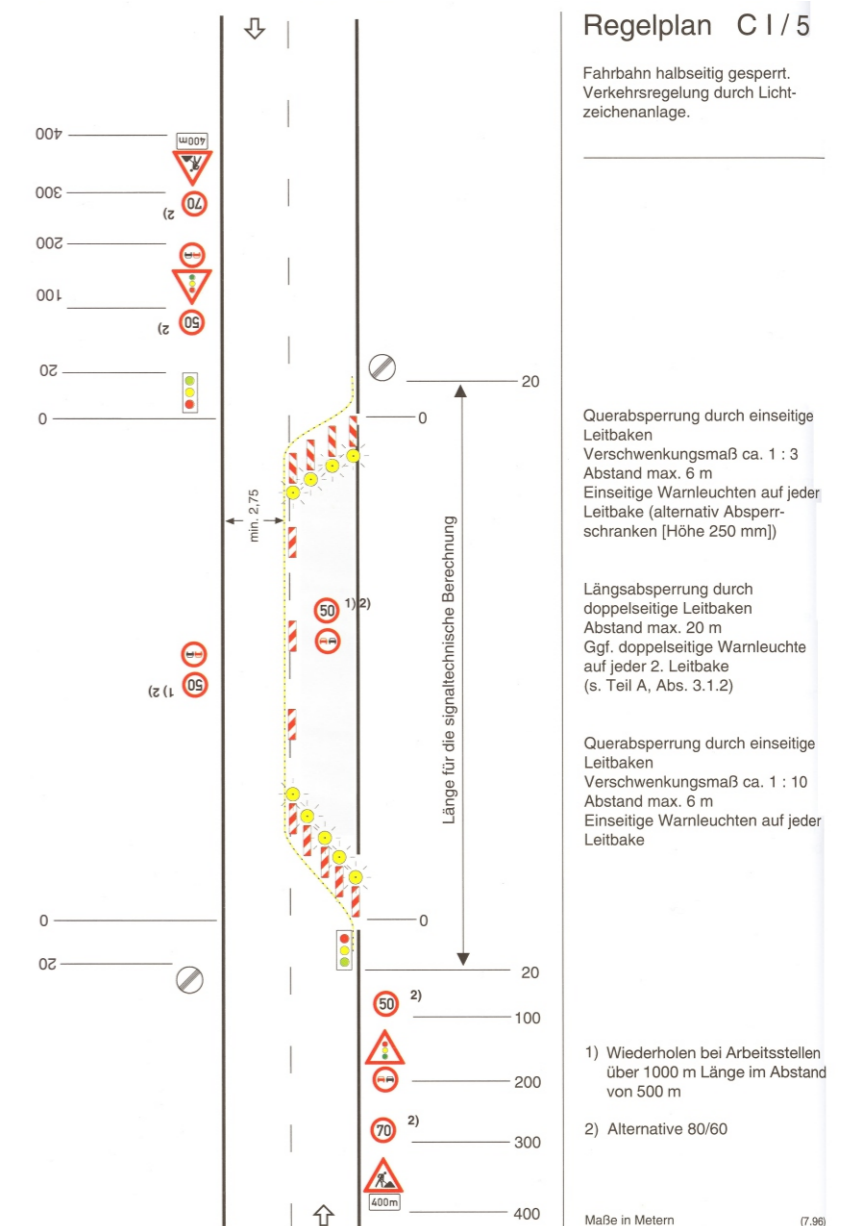 Regelplan C I / 5
Fahrbahn halbseitig gesperrt.
Verkehrsregelung durch Licht-
zeichenanlage.
400
400m
300
70
2)
200
100
50
2)
20
0
20
0
min. 2,75
Länge für die signaltechnische Berechnung
50
1) 2)
50
1) 2)
Querabsperrung durch einseitige
Leitbaken
Verschwenkungsmaß ca. 1 : 3
Abstand max. 6 m
Einseitige Warnleuchten auf jeder
Leitbake (alternativ Absperr-
schranken [Höhe 250 mm])
Längsabsperrung durch
doppelseitige Leitbaken
Abstand max. 20 m
Ggf. doppelseitige Warnleuchte
auf jeder 2. Leitbake
(s. Teil A, Abs. 3.1.2)
Querabsperrung durch einseitige
Leitbaken
Verschwenkungsmaß ca. 1 : 10
Abstand max. 6 m
Einseitige Warnleuchten auf jeder
Leitbake
0
20
0
20
50
2)
100
200
70
2)
300
400m
400
1) Wiederholen bei Arbeitsstellen
über 1000 m Länge im Abstand
von 500 m
2) Alternative 80/60
Maße in Metern
(7.96)